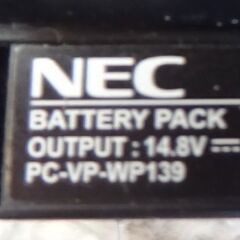 NEC
BATTERY PACK
OUTPUT : 14.8V⎓
PC-VP-WP139